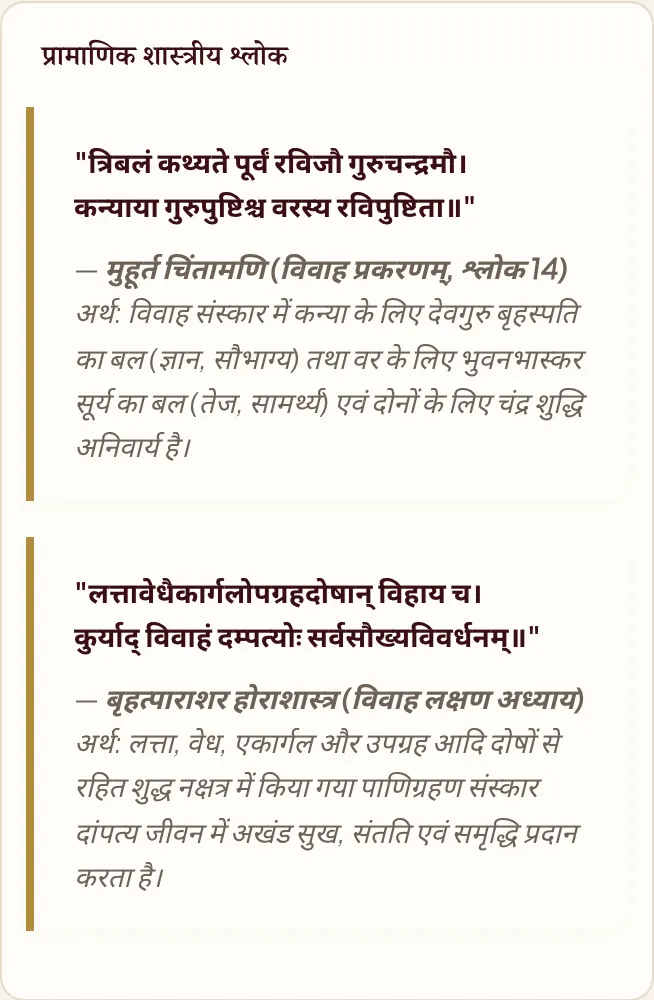 प्रामाणिक शास्त्रीय श्लोक
"त्रिबलं कथ्यते पूर्वं रविजौ गुरुचन्द्रमौ।
कन्याया गुरुपुष्टिश्च वरस्य रविपुष्टिता॥"
— मुहूर्त चिंतामणि (विवाह प्रकरणम्, श्लोक 14)
अर्थ: विवाह संस्कार में कन्या के लिए देवगुरु बृहस्पति
का बल (ज्ञान, सौभाग्य) तथा वर के लिए भुवनभास्कर
सूर्य का बल (तेज, सामर्थ्य) एवं दोनों के लिए चंद्र शुद्धि
अनिवार्य है।
"लत्तावेधैकार्गलोपग्रहदोषान् विहाय च।
कुर्याद् विवाहं दम्पत्योः सर्वसौख्यविवर्धनम्॥"
— बृहत्पाराशर होराशास्त्र (विवाह लक्षण अध्याय)
अर्थ: लत्ता, वेध, एकार्गल और उपग्रह आदि दोषों से
रहित शुद्ध नक्षत्र में किया गया पाणिग्रहण संस्कार
दांपत्य जीवन में अखंड सुख, संतति एवं समृद्धि प्रदान
करता है।